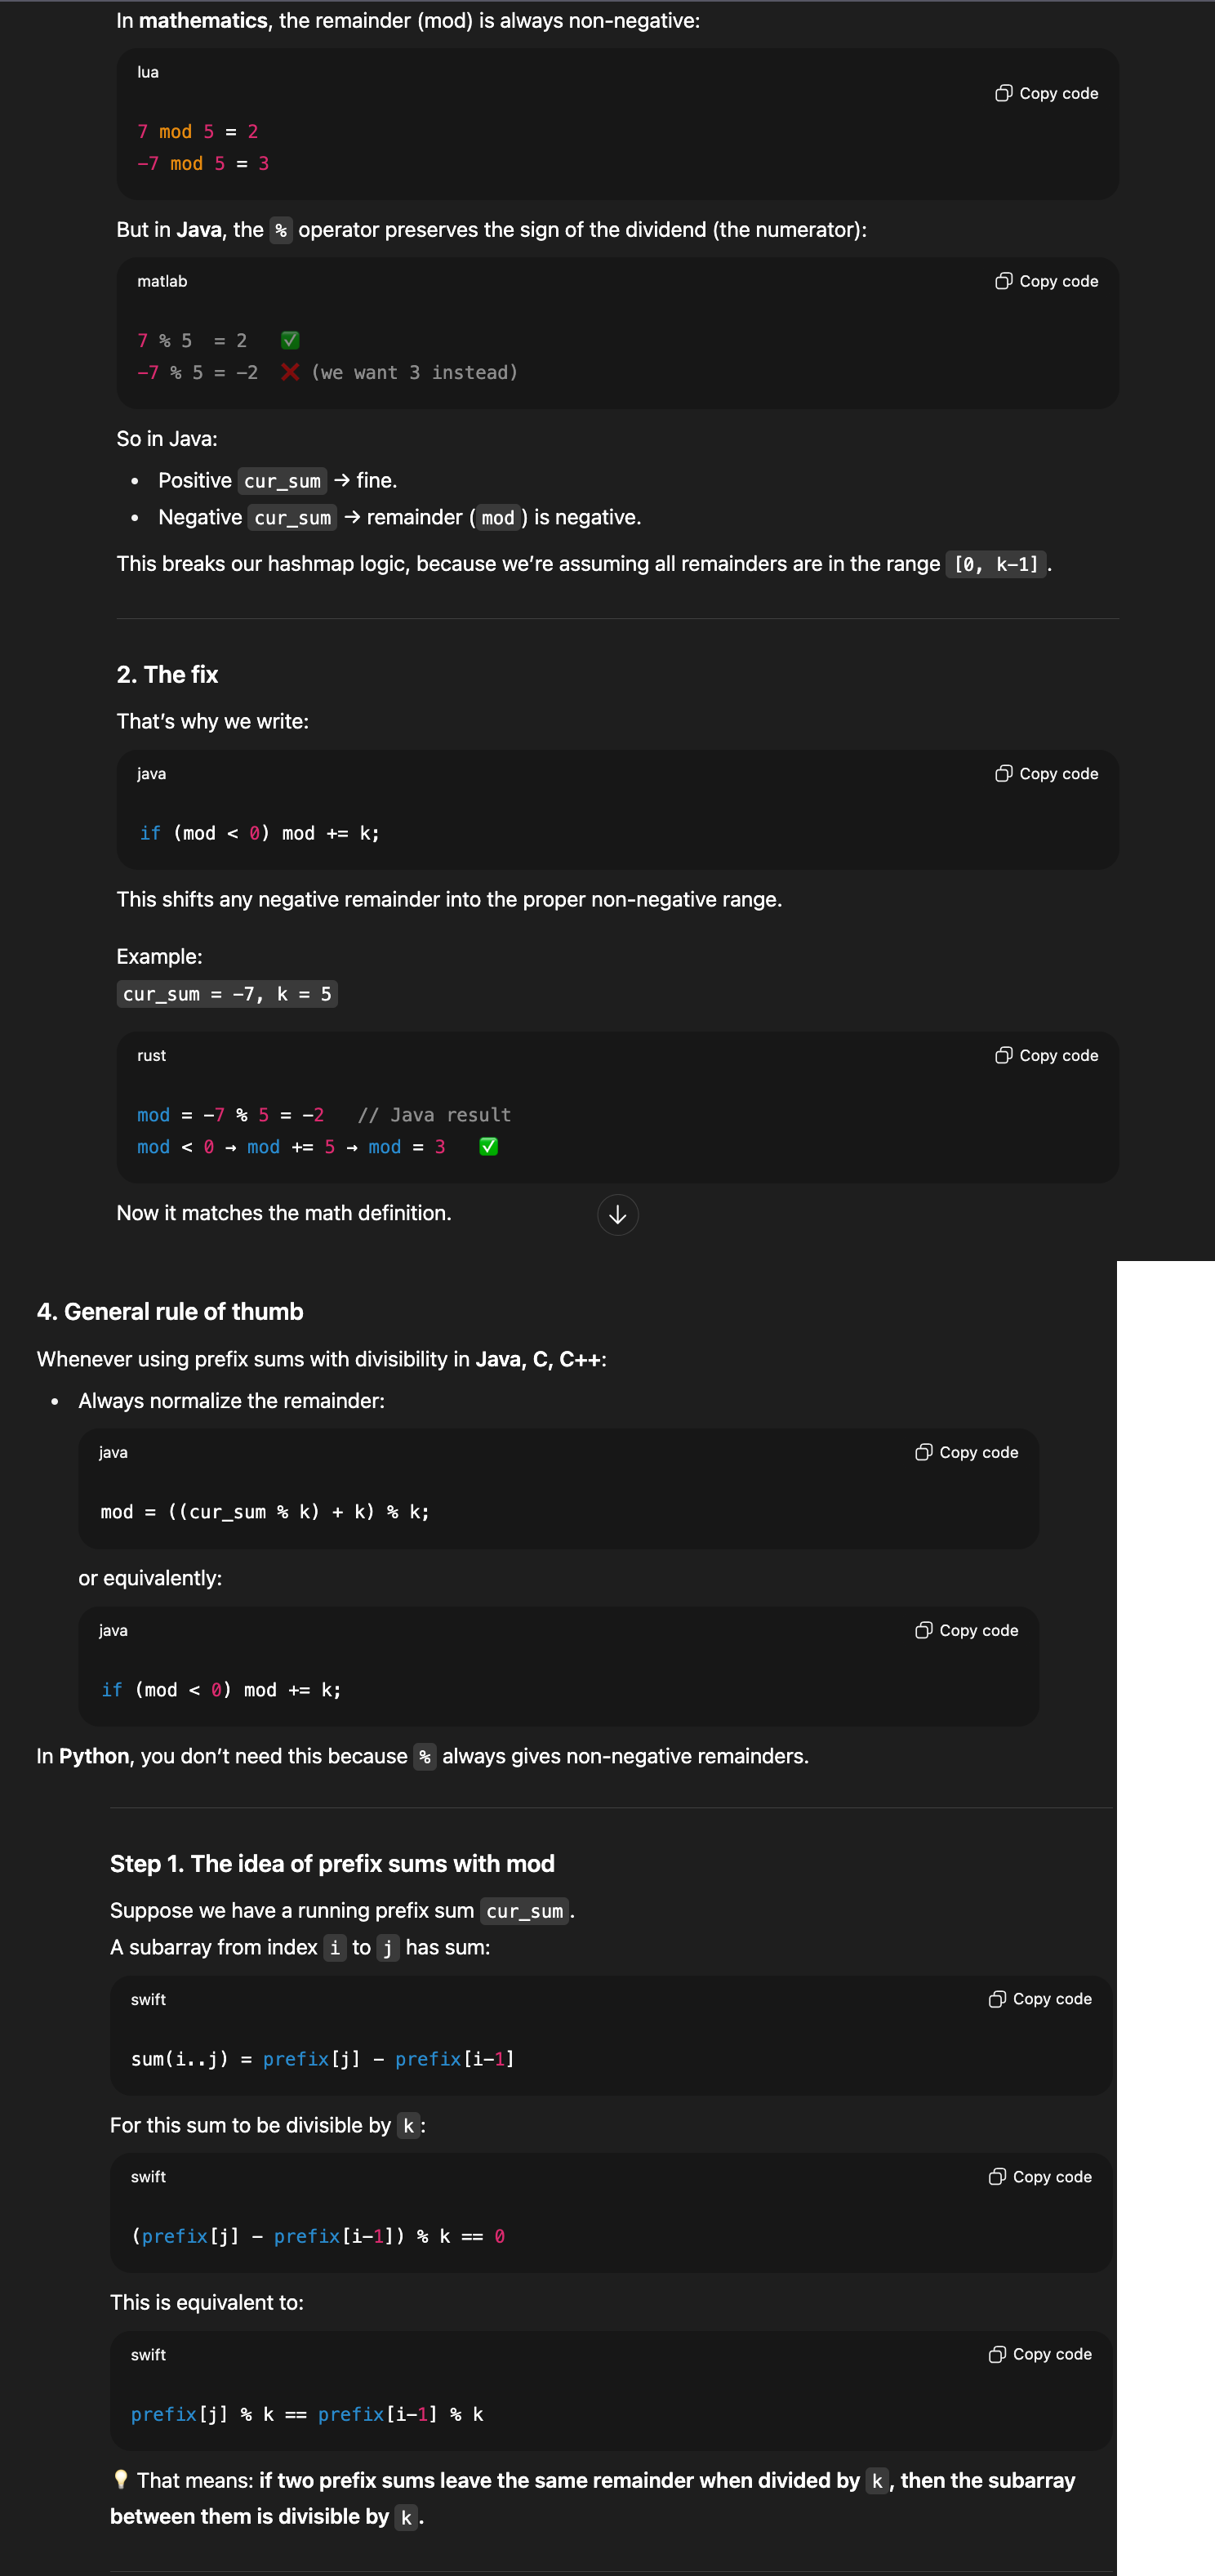 In mathematics, the remainder (mod) is always non-negative:
lua
Copy code
7 mod 5 = 2
-7 mod 5 = 3
But in Java, the % operator preserves the sign of the dividend (the numerator):
matlab
Copy code
7 % 5  = 2   ✅
-7 % 5 = -2  ❌ (we want 3 instead)
So in Java:
• Positive cur_sum → fine.
• Negative cur_sum → remainder (mod) is negative.
This breaks our hashmap logic, because we’re assuming all remainders are in the range [0, k-1].
2. The fix
That’s why we write:
java
Copy code
if (mod < 0) mod += k;
This shifts any negative remainder into the proper non-negative range.
Example:
cur_sum = -7, k = 5
rust
Copy code
mod = -7 % 5 = -2   // Java result
mod < 0 → mod += 5 → mod = 3   ✅
Now it matches the math definition.
4. General rule of thumb
Whenever using prefix sums with divisibility in Java, C, C++:
• Always normalize the remainder:
java
Copy code
mod = ((cur_sum % k) + k) % k;
or equivalently:
java
Copy code
if (mod < 0) mod += k;
In Python, you don’t need this because % always gives non-negative remainders.
Step 1. The idea of prefix sums with mod
Suppose we have a running prefix sum cur_sum.
A subarray from index i to j has sum:
swift
Copy code
sum(i..j) = prefix[j] - prefix[i-1]
For this sum to be divisible by k:
swift
Copy code
(prefix[j] - prefix[i-1]) % k == 0
This is equivalent to:
swift
Copy code
prefix[j] % k == prefix[i-1] % k
💡 That means: if two prefix sums leave the same remainder when divided by k, then the subarray
between them is divisible by k.